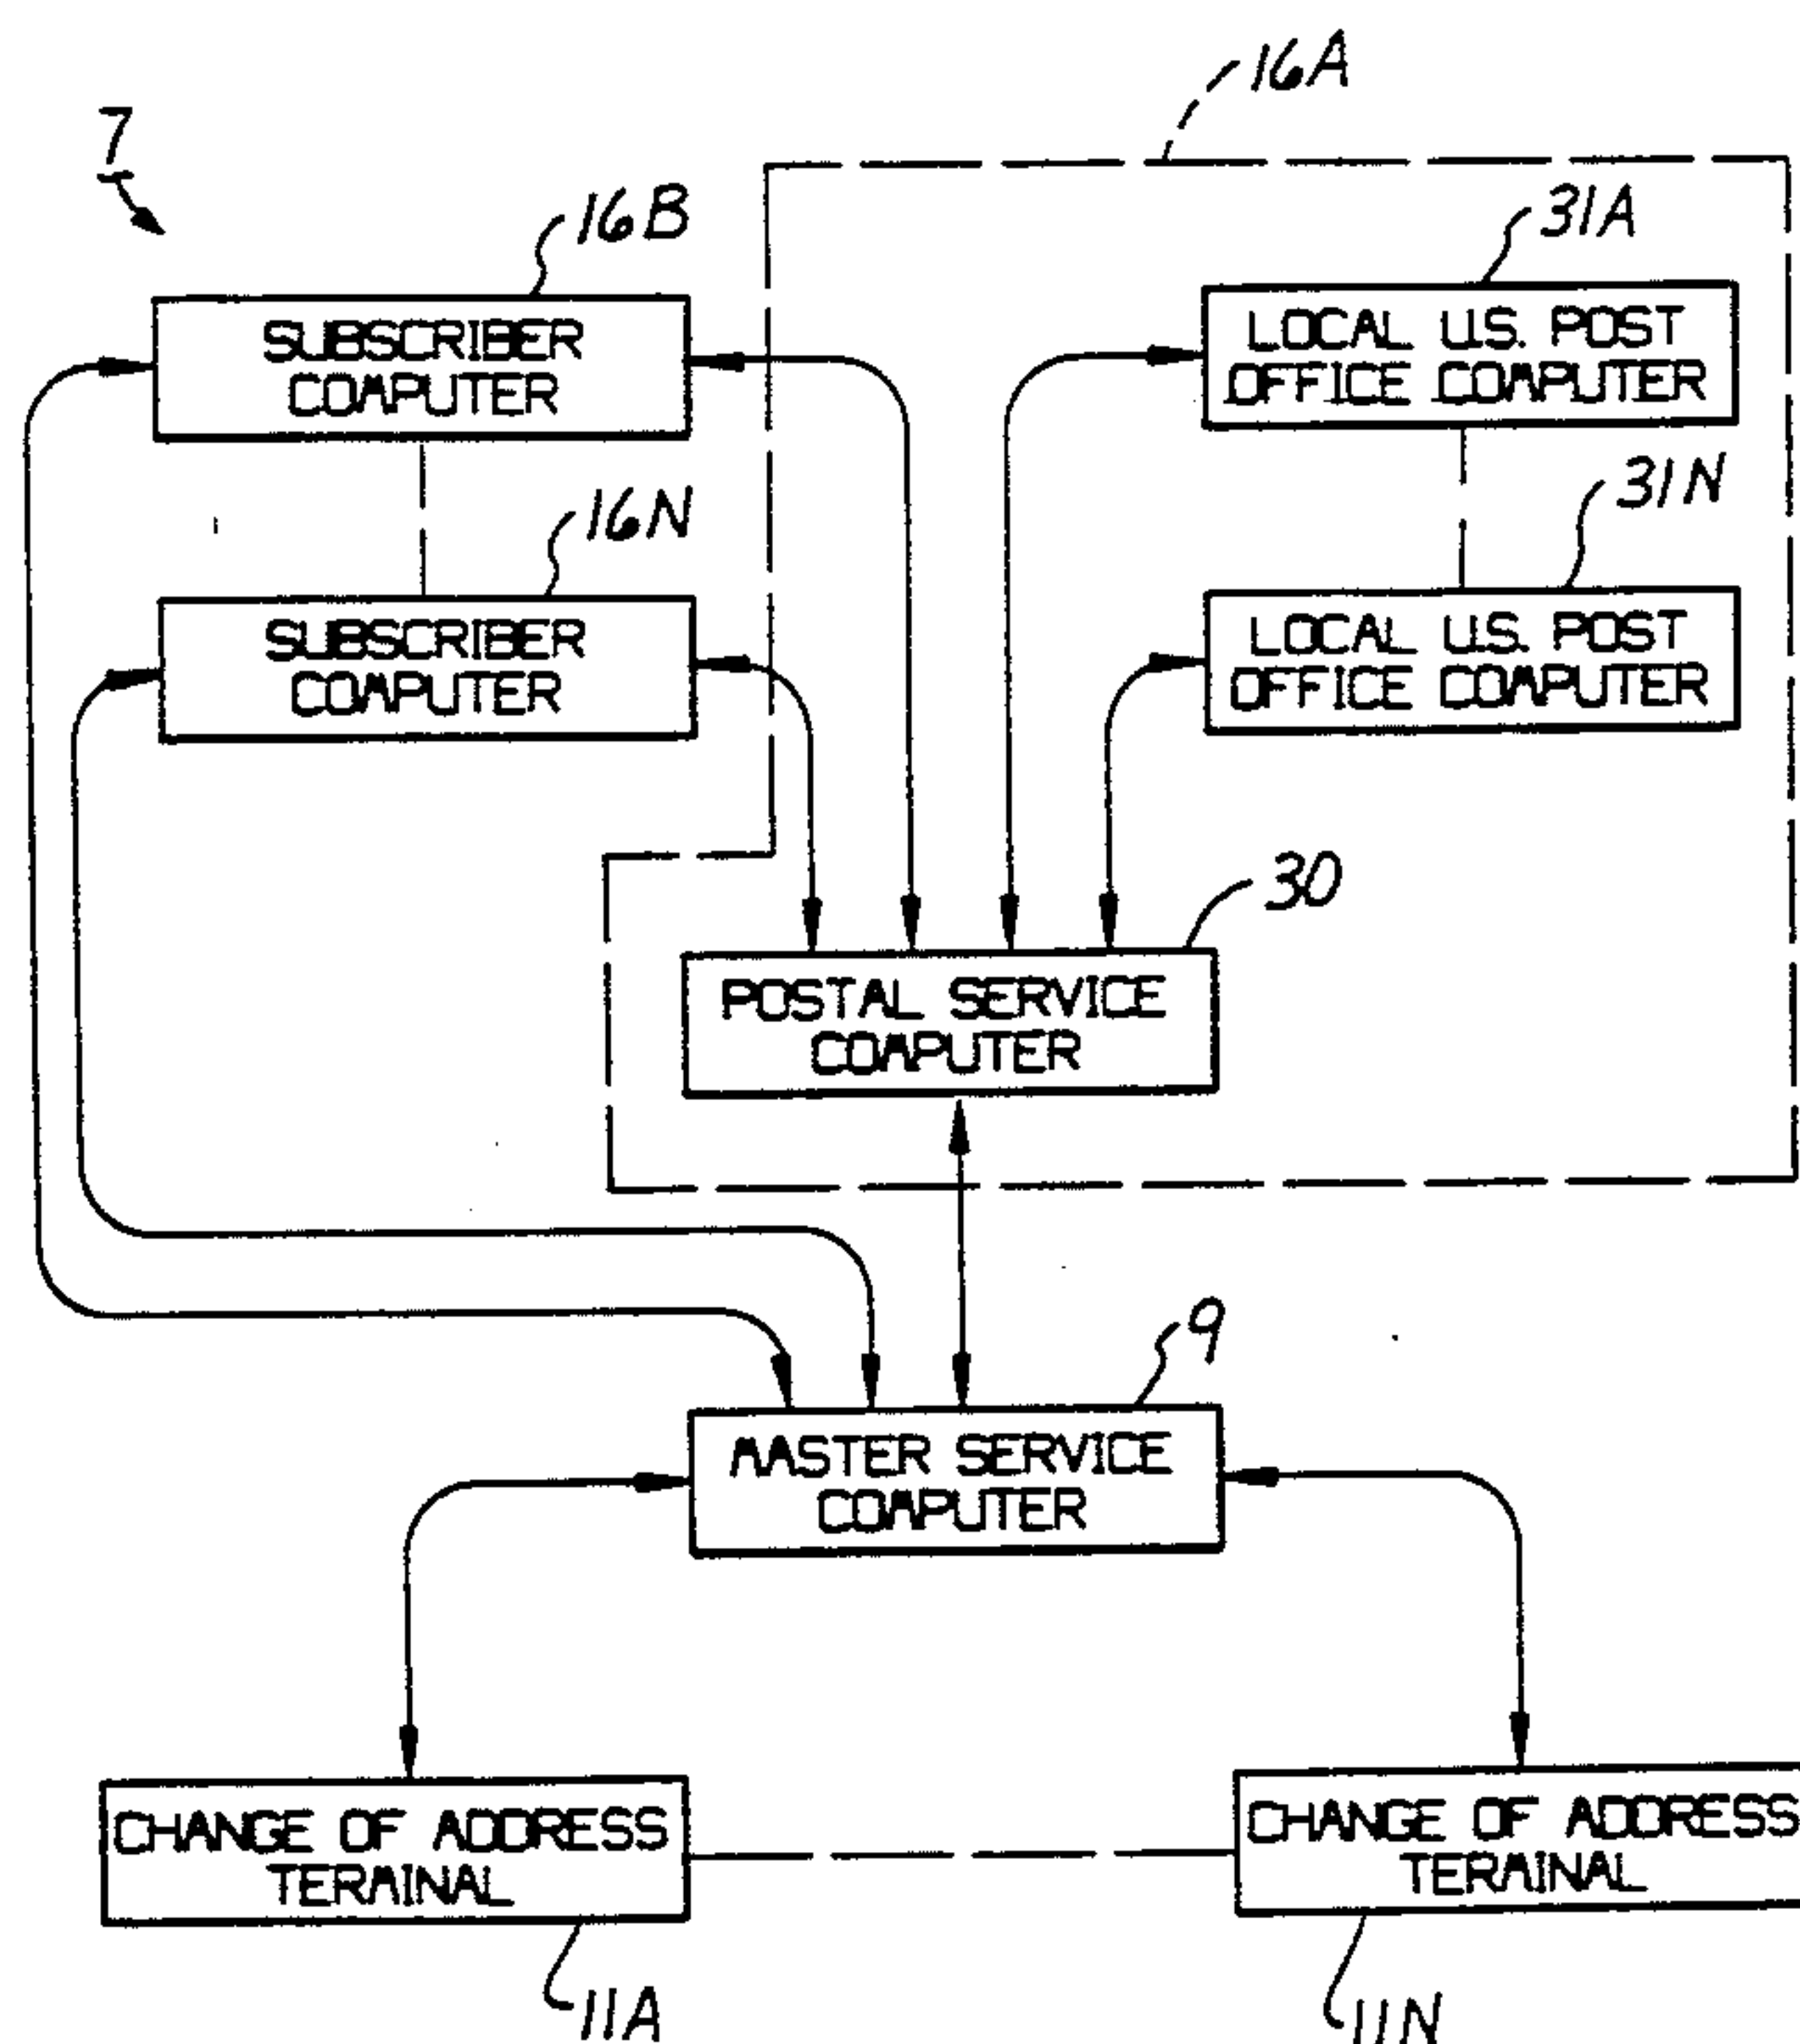 16A
7
16B
31A
SUBSCRIBER
COMPUTER
LOCAL U.S. POST
OFFICE COMPUTER
16N
31N
SUBSCRIBER
COMPUTER
LOCAL U.S. POST
OFFICE COMPUTER
30
POSTAL SERVICE
COMPUTER
9
MASTER SERVICE
COMPUTER
CHANGE OF ADDRESS
TERMINAL
CHANGE OF ADDRESS
TERMINAL
11A
11N